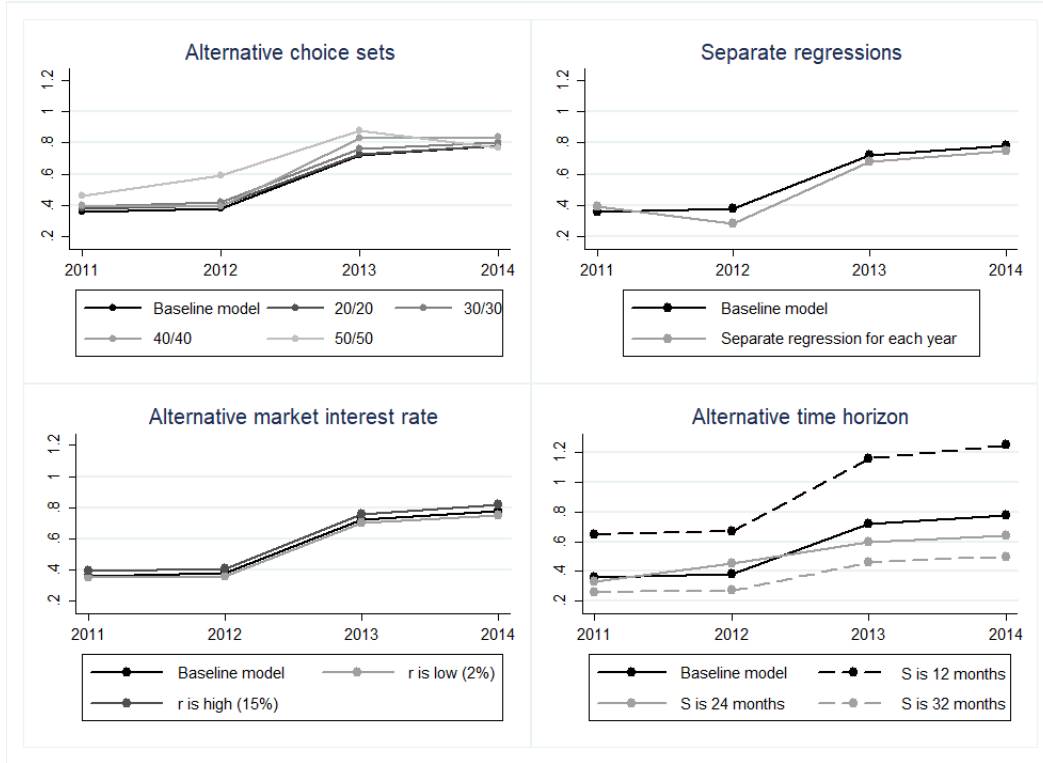 Alternative choice sets
1.2
1
.8
.6
.4
.2
2011 2012 2013 2014
Baseline model 20/20 30/30
40/40 50/50
Separate regressions
1.2
1
.8
.6
.4
.2
2011 2012 2013 2014
Baseline model
Separate regression for each year
Alternative market interest rate
1.2
1
.8
.6
.4
.2
2011 2012 2013 2014
Baseline model r is low (2%)
r is high (15%)
Alternative time horizon
1.2
1
.8
.6
.4
.2
2011 2012 2013 2014
Baseline model S is 12 months
S is 24 months S is 32 months